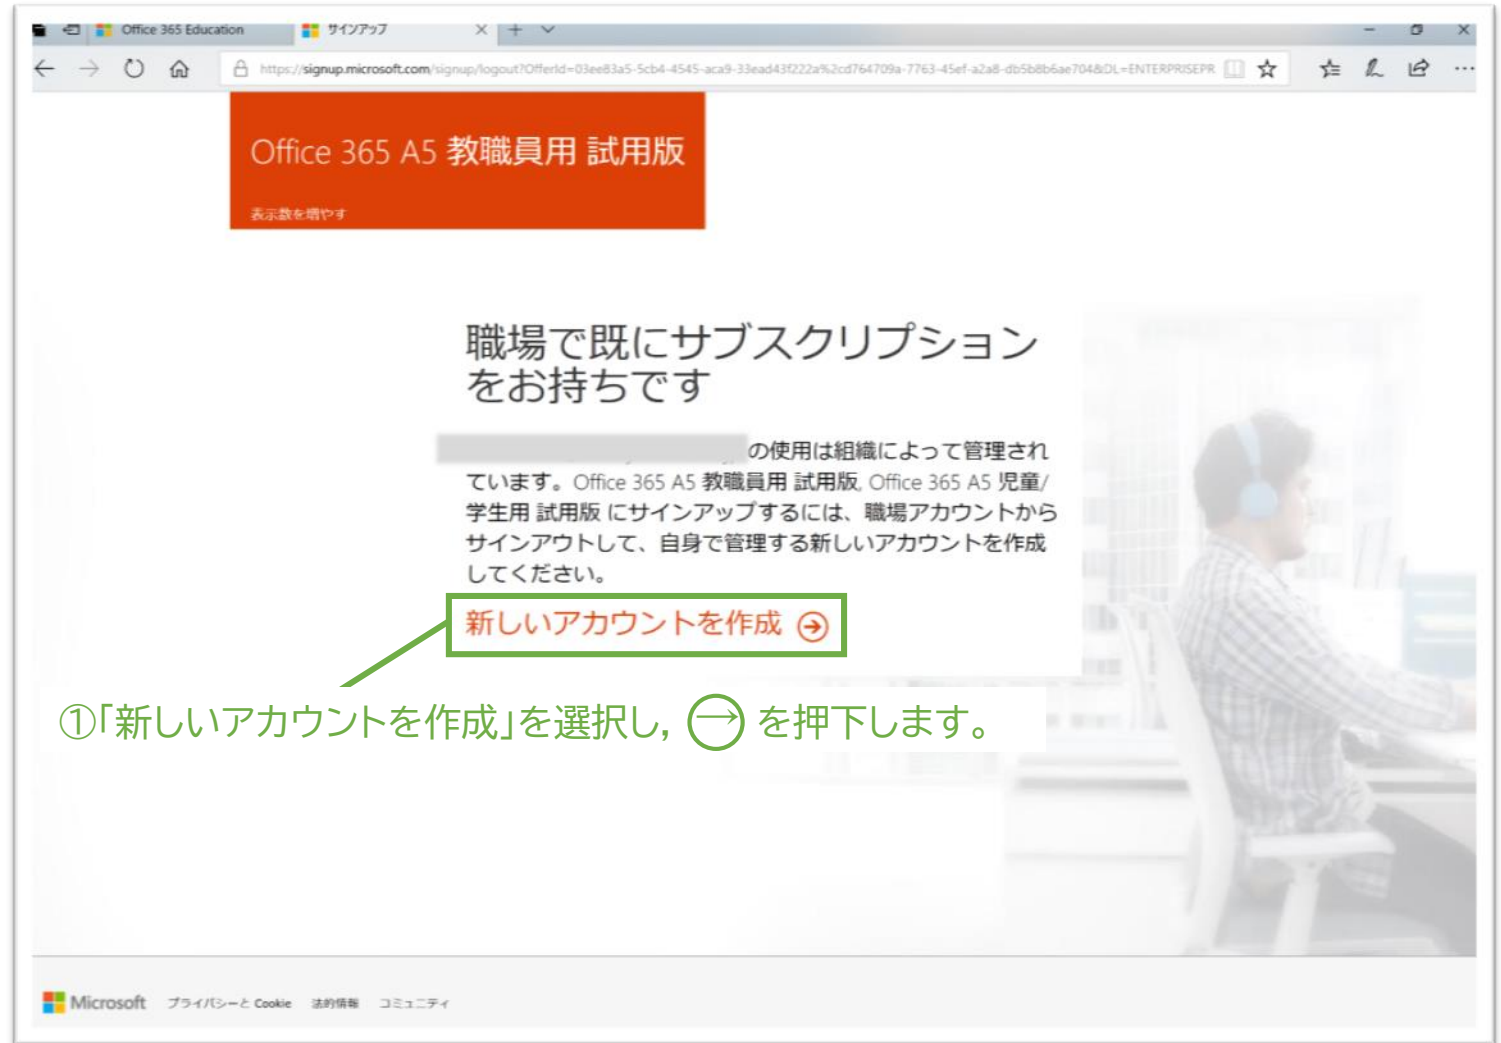 Office 365 Education
サインアップ
https://signup.microsoft.com/signup/logout?OfferId=03ee83a5-5cb4-4545-aca9-33ead43f222a%2cd764709a-7763-45ef-a2a8-db5b8b6ae704&DL=ENTERPRISEPR
Office 365 A5 教職員用 試用版
表示数を増やす
職場で既にサブスクリプション
をお持ちです
の使用は組織によって管理され
ています。Office 365 A5 教職員用 試用版, Office 365 A5 児童/
学生用 試用版 にサインアップするには、職場アカウントから
サインアウトして、自身で管理する新しいアカウントを作成
してください。
新しいアカウントを作成
①「新しいアカウントを作成」を選択し, → を押下します。
Microsoft プライバシーと Cookie 法的情報 コミュニティ